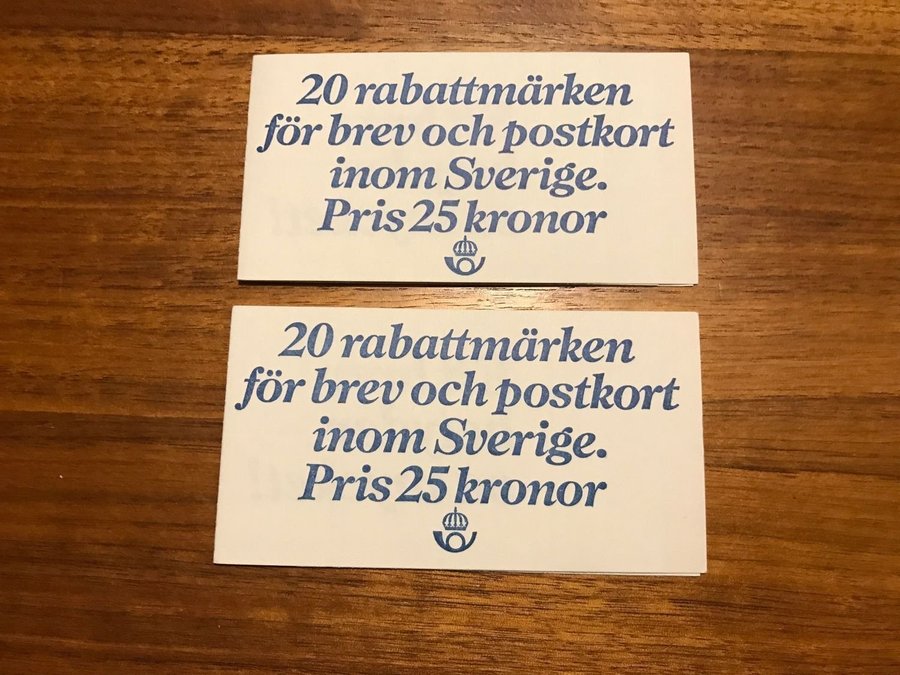 20 rabattmärken
för brev och postkort
inom Sverige.
Pris 25 kronor
20 rabattmärken
för brev och postkort
inom Sverige.
Pris 25 kronor